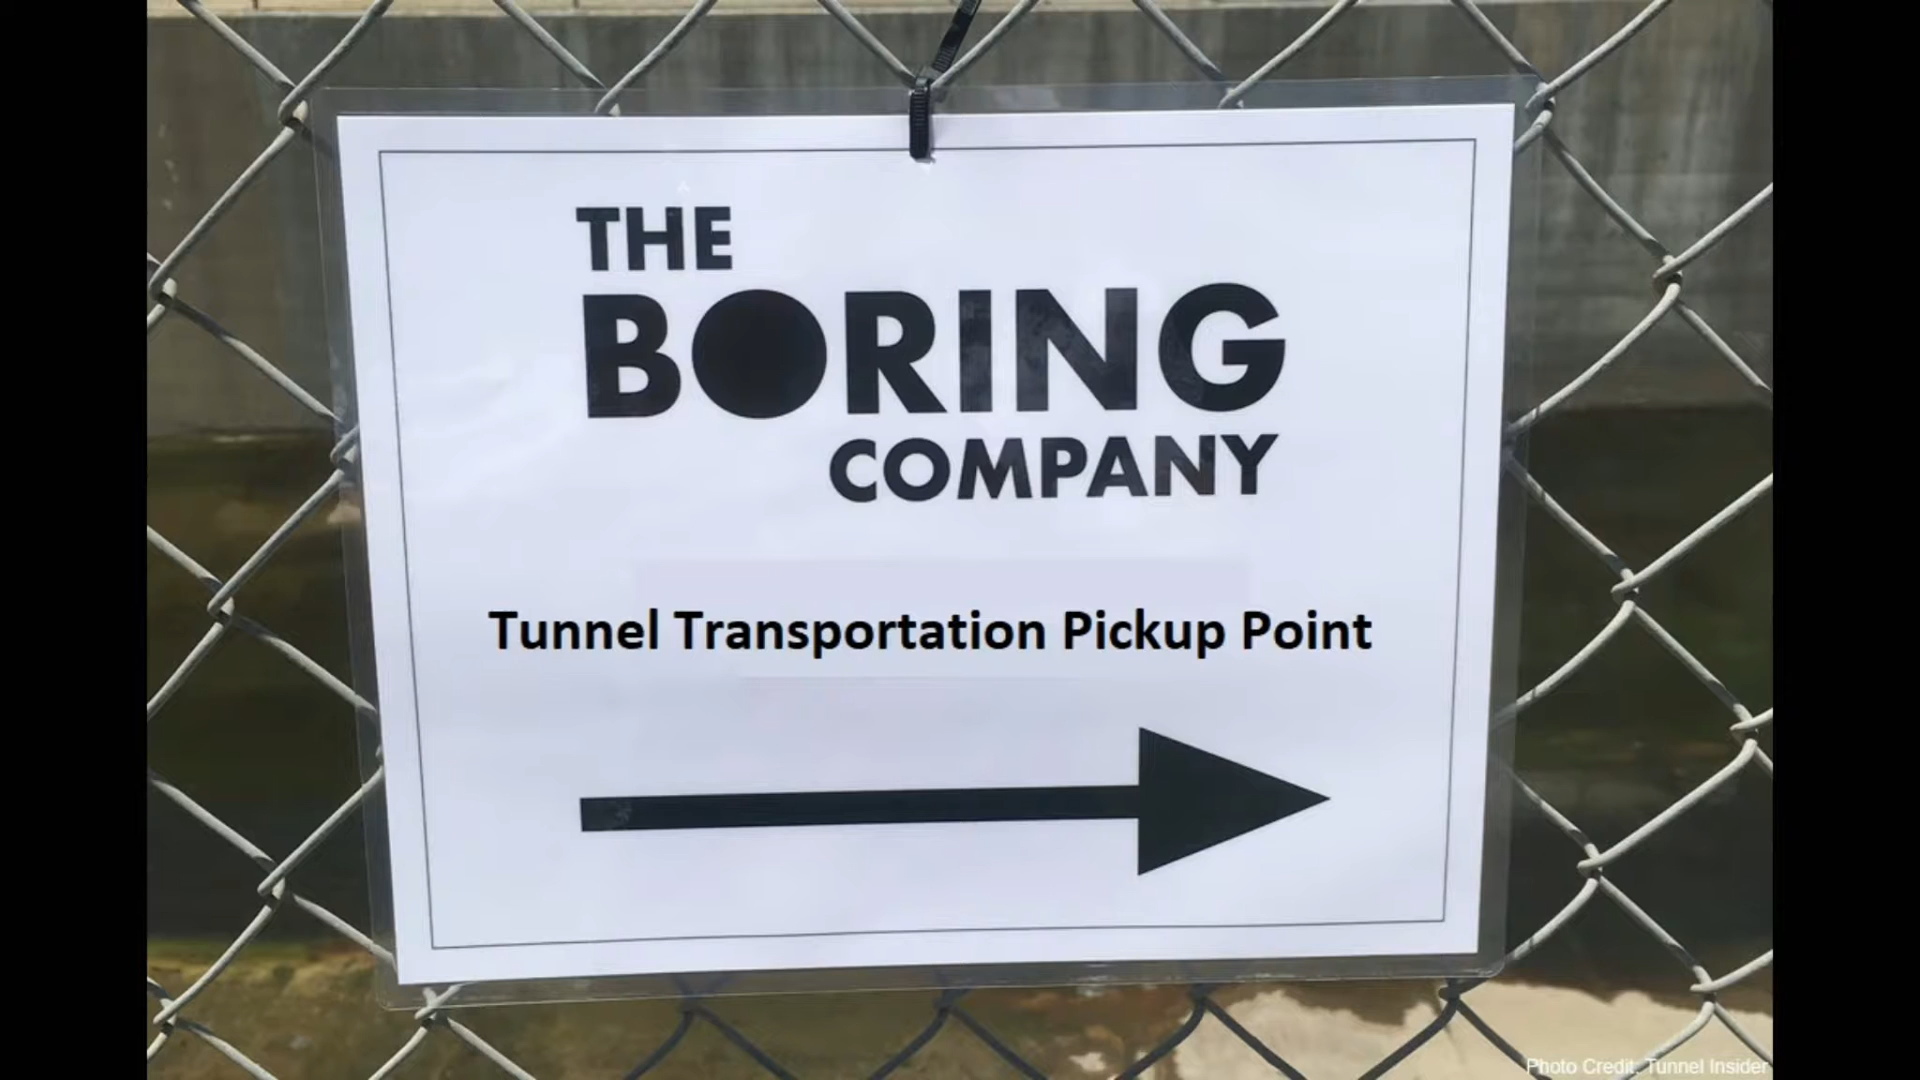 THE
BORING
COMPANY
Tunnel Transportation Pickup Point
Photo Credit: Tunnel Insider